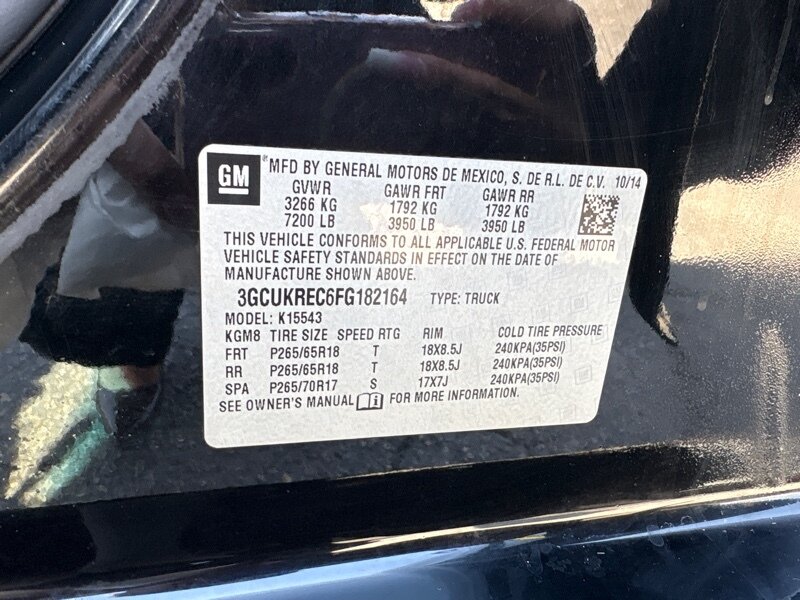 GM ®MFD BY GENERAL MOTORS DE MEXICO, S. DE R.L. DE C.V. 10/14
GVWR GAWR FRT GAWR RR
3266 KG 1792 KG 1792 KG
7200 LB 3950 LB 3950 LB
THIS VEHICLE CONFORMS TO ALL APPLICABLE U.S. FEDERAL MOTOR
VEHICLE SAFETY STANDARDS IN EFFECT ON THE DATE OF
MANUFACTURE SHOWN ABOVE.
3GCUKREC6FG182164 TYPE: TRUCK
MODEL: K15543
KGM8 TIRE SIZE SPEED RTG RIM COLD TIRE PRESSURE
FRT P265/65R18 T 18X8.5J 240KPA(35PSI)
RR P265/65R18 T 18X8.5J 240KPA(35PSI)
SPA P265/70R17 S 17X7J 240KPA(35PSI)
SEE OWNER'S MANUAL FOR MORE INFORMATION.